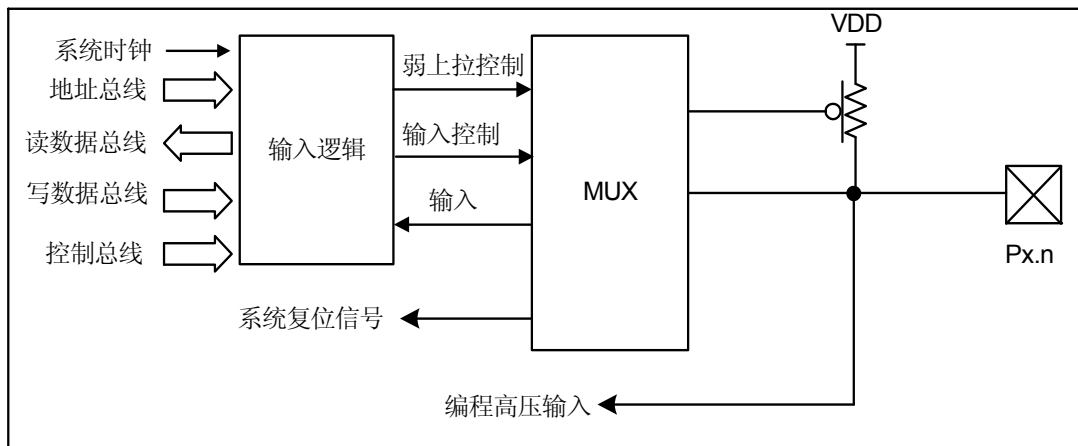 VDD
系统时钟
地址总线
读数据总线
写数据总线
控制总线
输入逻辑
弱上拉控制
输入控制
输入
MUX
Px.n
系统复位信号
编程高压输入